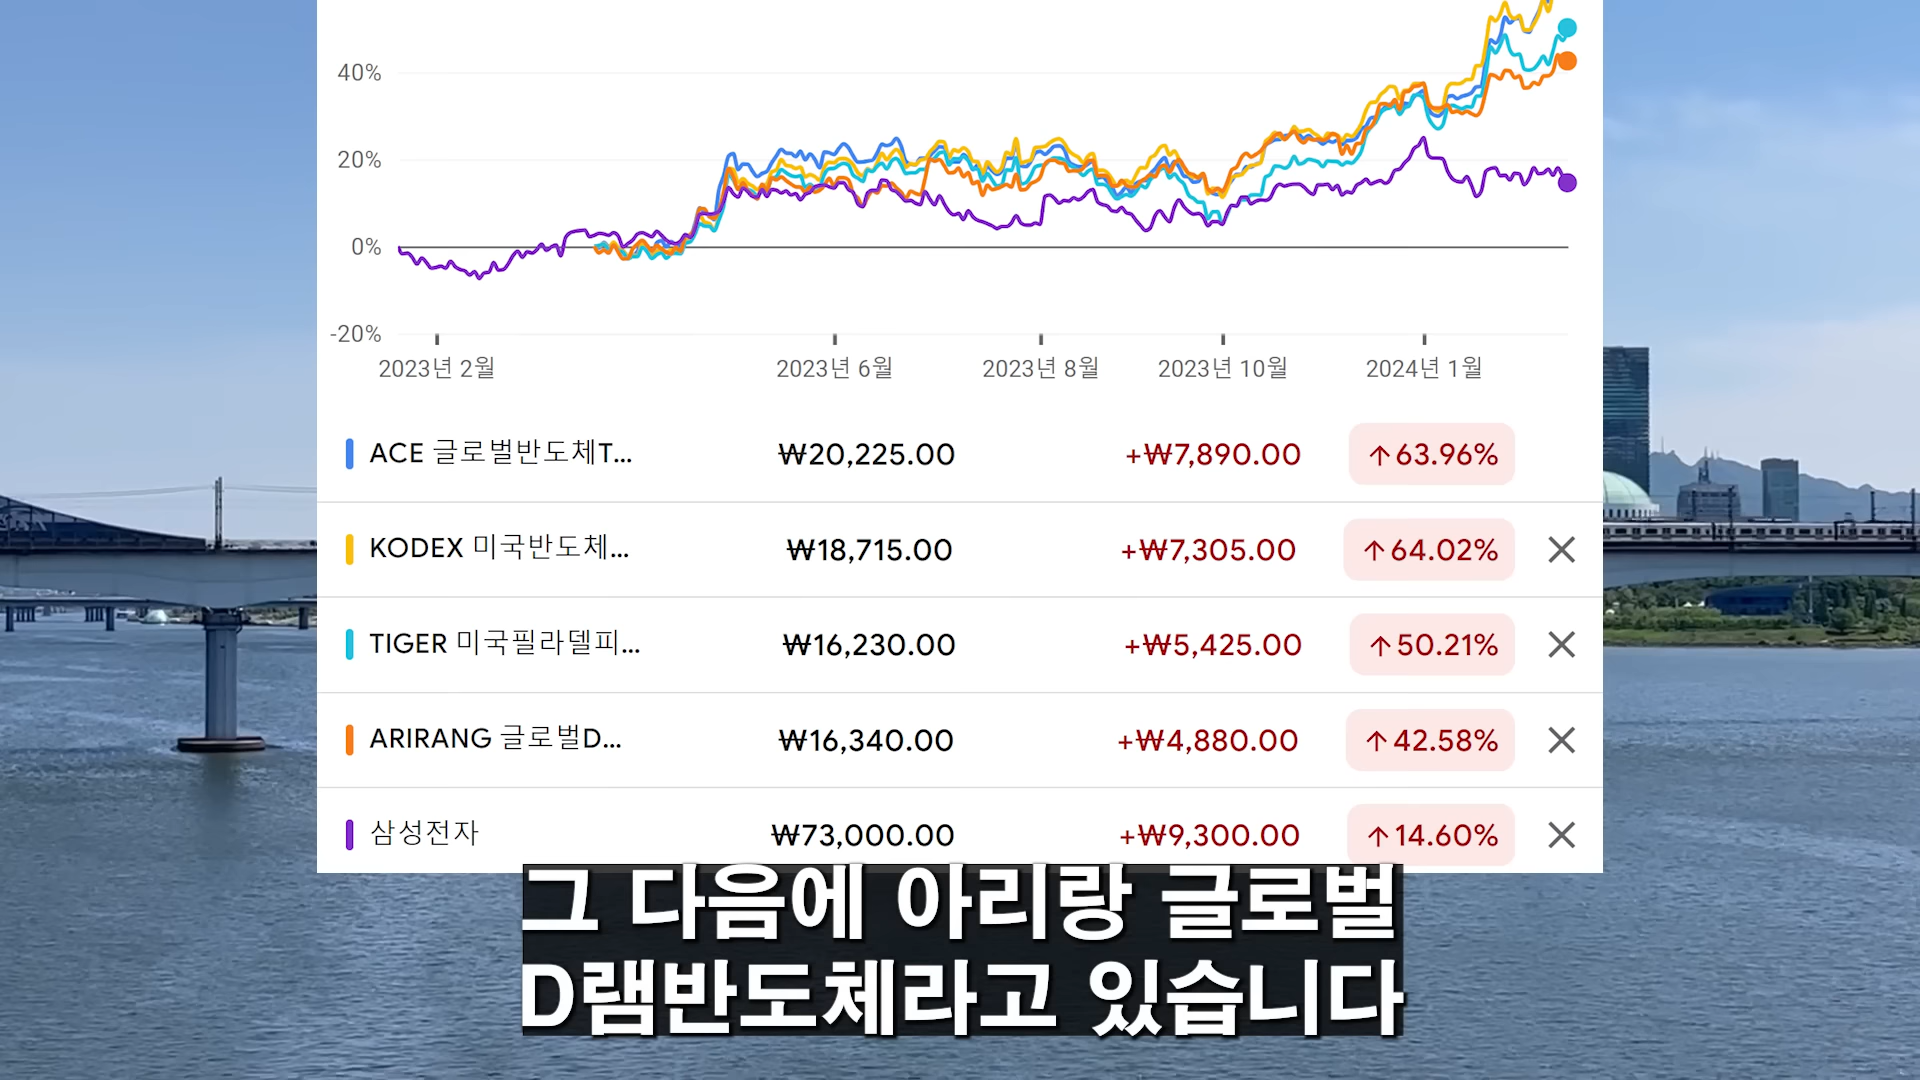 40%
20%
0%
-20%
2023년 2월 2023년 6월 2023년 8월 2023년 10월 2024년 1월
ACE 글로벌반도체T... ₩20,225.00 +₩7,890.00 ↑63.96%
KODEX 미국반도체... ₩18,715.00 +₩7,305.00 ↑64.02%
TIGER 미국필라델피... ₩16,230.00 +₩5,425.00 ↑50.21%
ARIRANG 글로벌D... ₩16,340.00 +₩4,880.00 ↑42.58%
삼성전자 ₩73,000.00 +₩9,300.00 ↑14.60%
그 다음에 아리랑 글로벌
D램반도체라고 있습니다